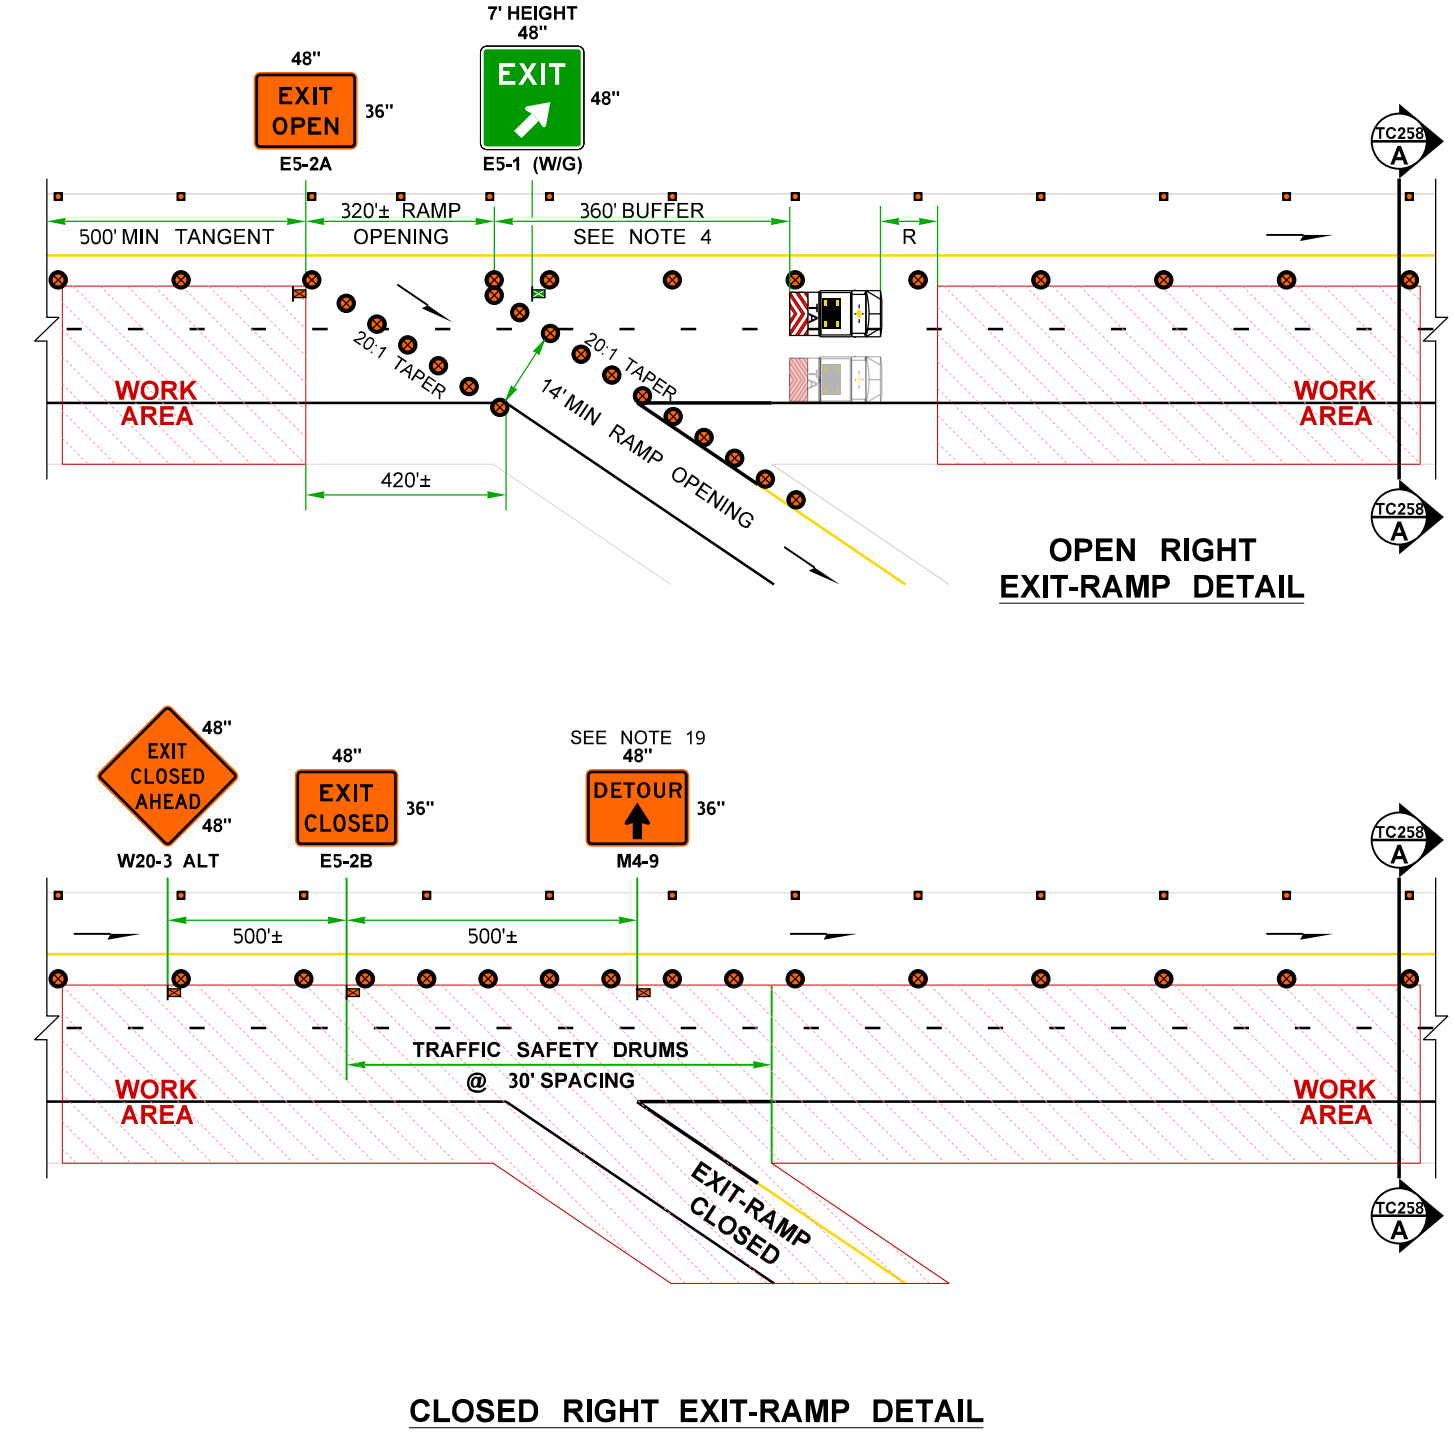 7' HEIGHT
48"
48"
EXIT
OPEN
36"
E5-2A
EXIT
48"
E5-1 (W/G)
TC258
A
500' MIN TANGENT
320'± RAMP
OPENING
360' BUFFER
SEE NOTE 4
R
20:1 TAPER
20:1 TAPER
14' MIN RAMP OPENING
WORK
AREA
WORK
AREA
420'±
TC258
A
OPEN RIGHT
EXIT-RAMP DETAIL
48"
EXIT
CLOSED
AHEAD
48"
W20-3 ALT
48"
EXIT
CLOSED
36"
E5-2B
SEE NOTE 19
48"
DETOUR
36"
M4-9
TC258
A
500'±
500'±
TRAFFIC SAFETY DRUMS
@ 30' SPACING
WORK
AREA
WORK
AREA
EXIT-RAMP
CLOSED
TC258
A
CLOSED RIGHT EXIT-RAMP DETAIL